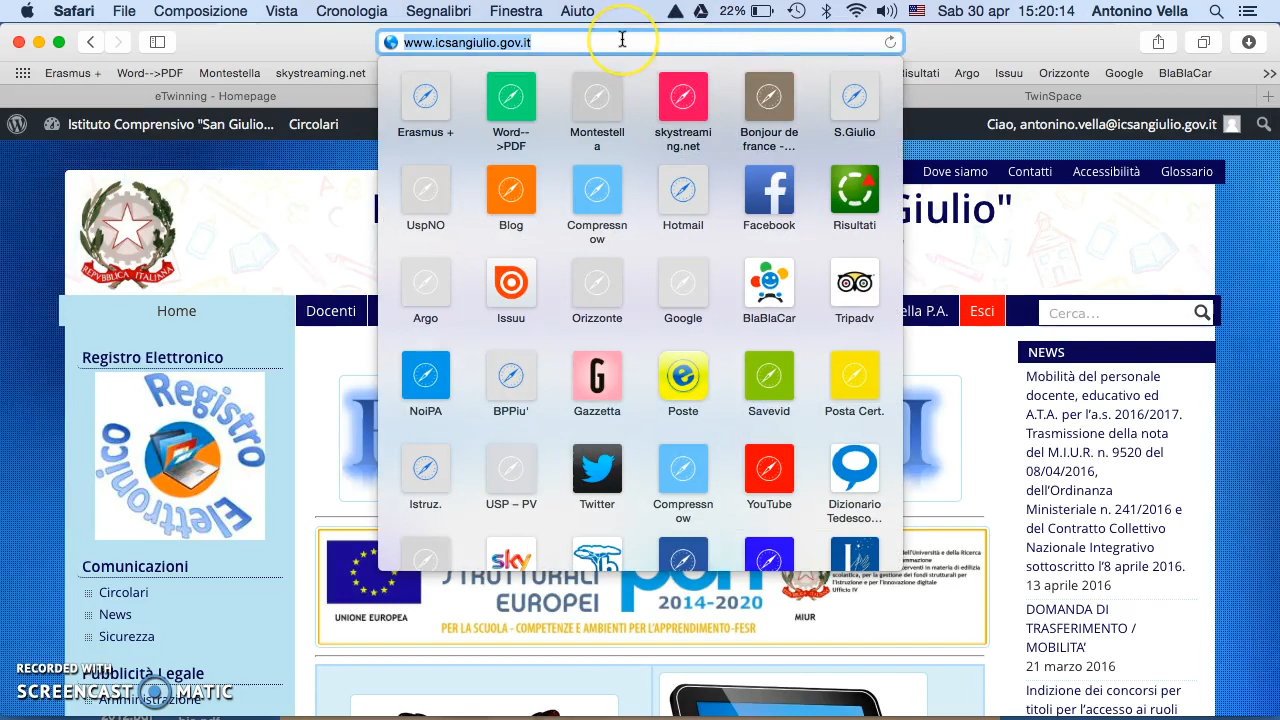 Safari File Composizione Vista Cronologia Segnalibri Finestra Aiuto 22% Sab 30 apr 15:20:14 Antonino Vella
www.icsangiulio.gov.it
Erasmus + Word-->PDF Montestella skystreaming.net Argo Issuu Orizzonte Google BlaBlaCar
eTwinning - Homepage TwinSpace
Istituto Comprensivo "San Giulio... Circolari Ciao, antonino.vella@icsangiulio.gov.it
Dove siamo Contatti Accessibilità Glossario
Home Docenti ella P.A. Esci Cerca...
Erasmus +
Word-->PDF
Montestella
skystreaming.net
Bonjour de france -...
S.Giulio
UspNO
Blog
Compressnow
Hotmail
Facebook
Risultati
Argo
Issuu
Orizzonte
Google
BlaBlaCar
Tripadv
NoiPA
BPPiu'
Gazzetta
Poste
Savevid
Posta Cert.
Istruz.
USP – PV
Twitter
Compressnow
YouTube
Dizionario Tedesco...
sky
Registro Elettronico
Registro
Elettronico
Comunicazioni
Circolari
News
Sicurezza
Pubblicità Legale
Amministrazione
UNIONE EUROPEA
STRUTTURALI
EUROPEI
pon
2014-2020
MIUR
PER LA SCUOLA - COMPETENZE E AMBIENTI PER L'APPRENDIMENTO-FESR
NEWS
Mobilità del personale
docente, educativo ed
A.T.A. per l'a.s. 2016/2017.
Trasmissione della nota
del M.I.U.R. n. 9520 del
08/04/2016,
dell'Ordinanza
Ministeriale n. 241/2016 e
del Contratto Collettivo
Nazionale Integrativo
sottoscritto l'8 aprile 2016.
13 aprile 2016
DOMANDA DI
TRASFERIMENTO /
MOBILITA'
21 marzo 2016
Indizione dei concorsi per
titoli per l'accesso ai ruoli
RECORDED WITH
SCREENCAST MATIC